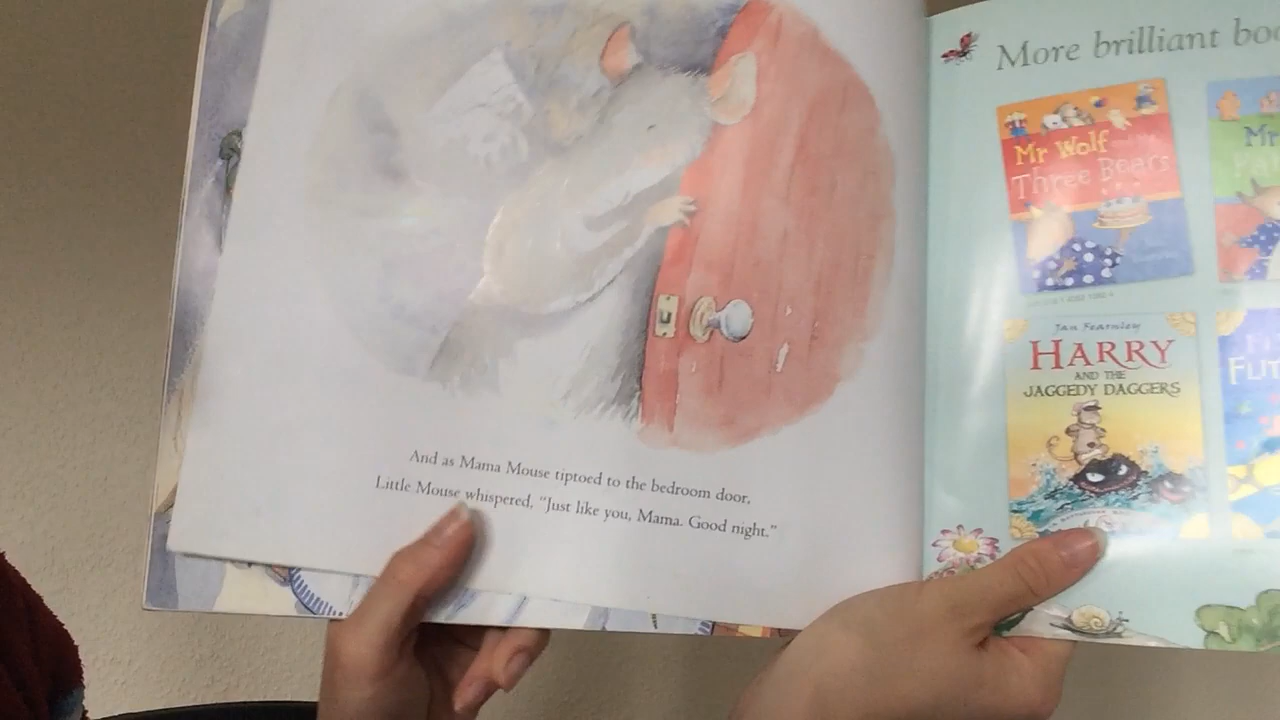 And as Mama Mouse tiptoed to the bedroom door,
Little Mouse whispered, “Just like you, Mama. Good night.”
More brilliant
Mr Wolf
Three Bears
Jan Fearnley
HARRY
AND THE
JAGGEDY DAGGERS
Mr